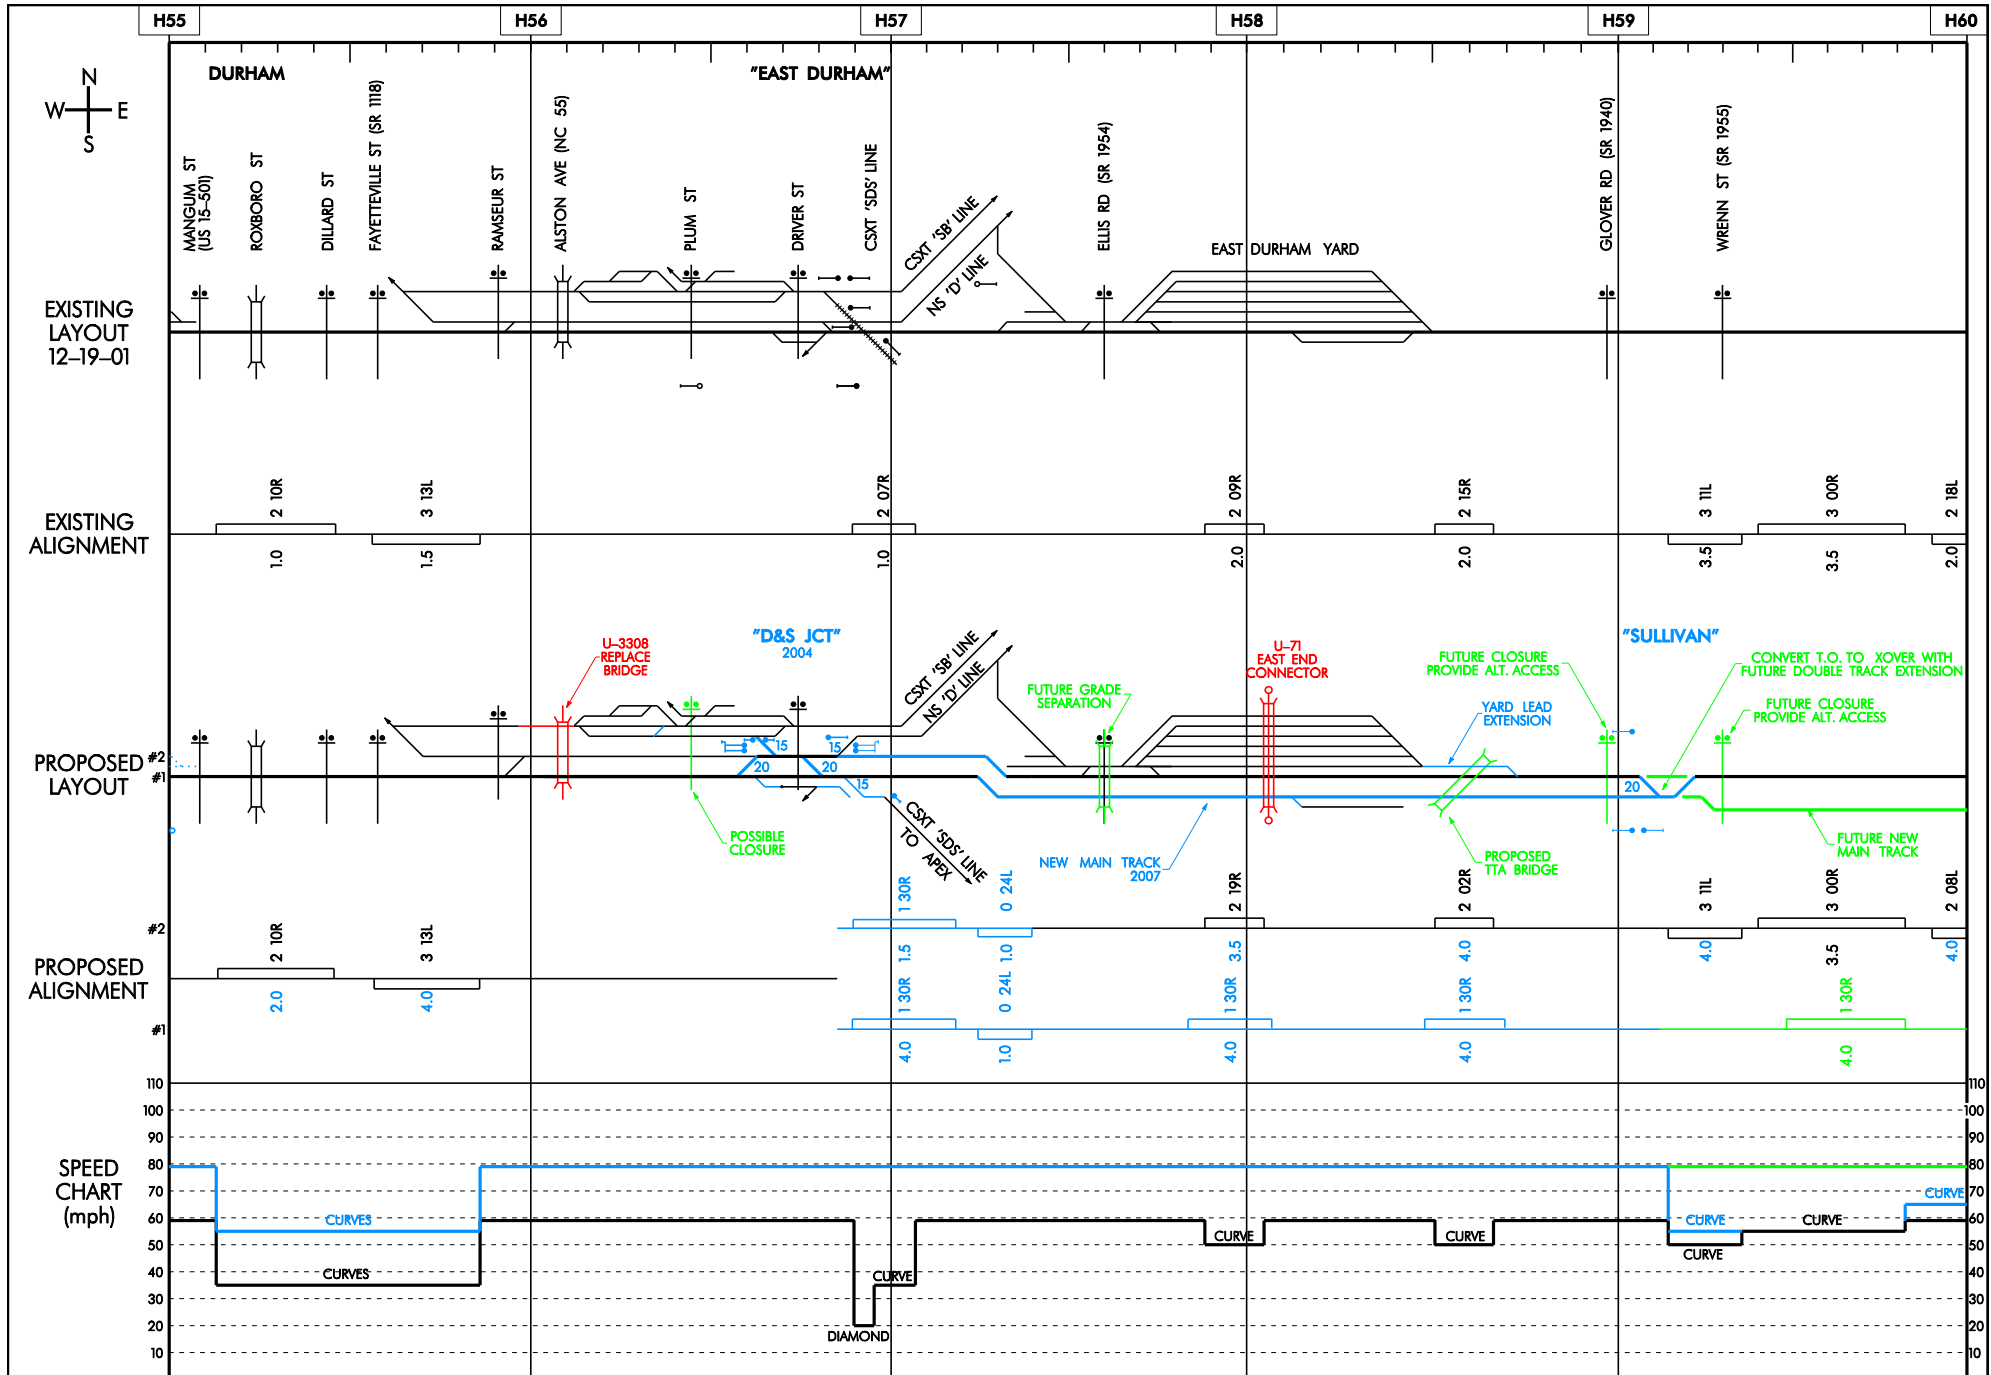 H55 H56 H57 H58 H59 H60
DURHAM "EAST DURHAM"
N
W E
S
MANGUM ST
(US 15-501)
ROXBORO ST
DILLARD ST
FAYETTEVILLE ST (SR 1118)
RAMSEUR ST
ALSTON AVE (NC 55)
PLUM ST
DRIVER ST
CSXT 'SDS' LINE
CSXT 'SB' LINE
NS 'D' LINE
ELLIS RD (SR 1954)
EAST DURHAM YARD
GLOVER RD (SR 1940)
WRENN ST (SR 1955)
EXISTING
LAYOUT
12-19-01
EXISTING
ALIGNMENT
2 10R 3 13L 2 07R 2 09R 2 15R 3 11L 3 00R 2 18L
1.0 1.5 1.0 2.0 2.0 3.5 3.5 2.0
U-3308
REPLACE
BRIDGE
"D&S JCT"
2004
CSXT 'SB' LINE
NS 'D' LINE
FUTURE GRADE
SEPARATION
U-71
EAST END
CONNECTOR
FUTURE CLOSURE
PROVIDE ALT. ACCESS
YARD LEAD
EXTENSION
"SULLIVAN"
CONVERT T.O. TO XOVER WITH
FUTURE DOUBLE TRACK EXTENSION
FUTURE CLOSURE
PROVIDE ALT. ACCESS
PROPOSED
LAYOUT
#2
#1
15 15
20 20
15
20
POSSIBLE
CLOSURE
CSXT 'SDS' LINE
TO APEX
NEW MAIN TRACK
2007
PROPOSED
TTA BRIDGE
FUTURE NEW
MAIN TRACK
PROPOSED
ALIGNMENT
#2
1 30R 0 24L 2 19R 2 02R 3 11L 3 00R 2 08L
1.5 1.0 3.5 4.0 4.0 3.5 4.0
2 10R 3 13L
2.0 4.0
#1
1 30R 0 24L 1 30R 1 30R 1 30R
4.0 1.0 4.0 4.0 4.0
SPEED
CHART
(mph)
110 110
100 100
90 90
80 80
70 70
60 60
50 50
40 40
30 30
20 20
10 10
CURVES
CURVES
DIAMOND
CURVE
CURVE
CURVE
CURVE
CURVE
CURVE
CURVE